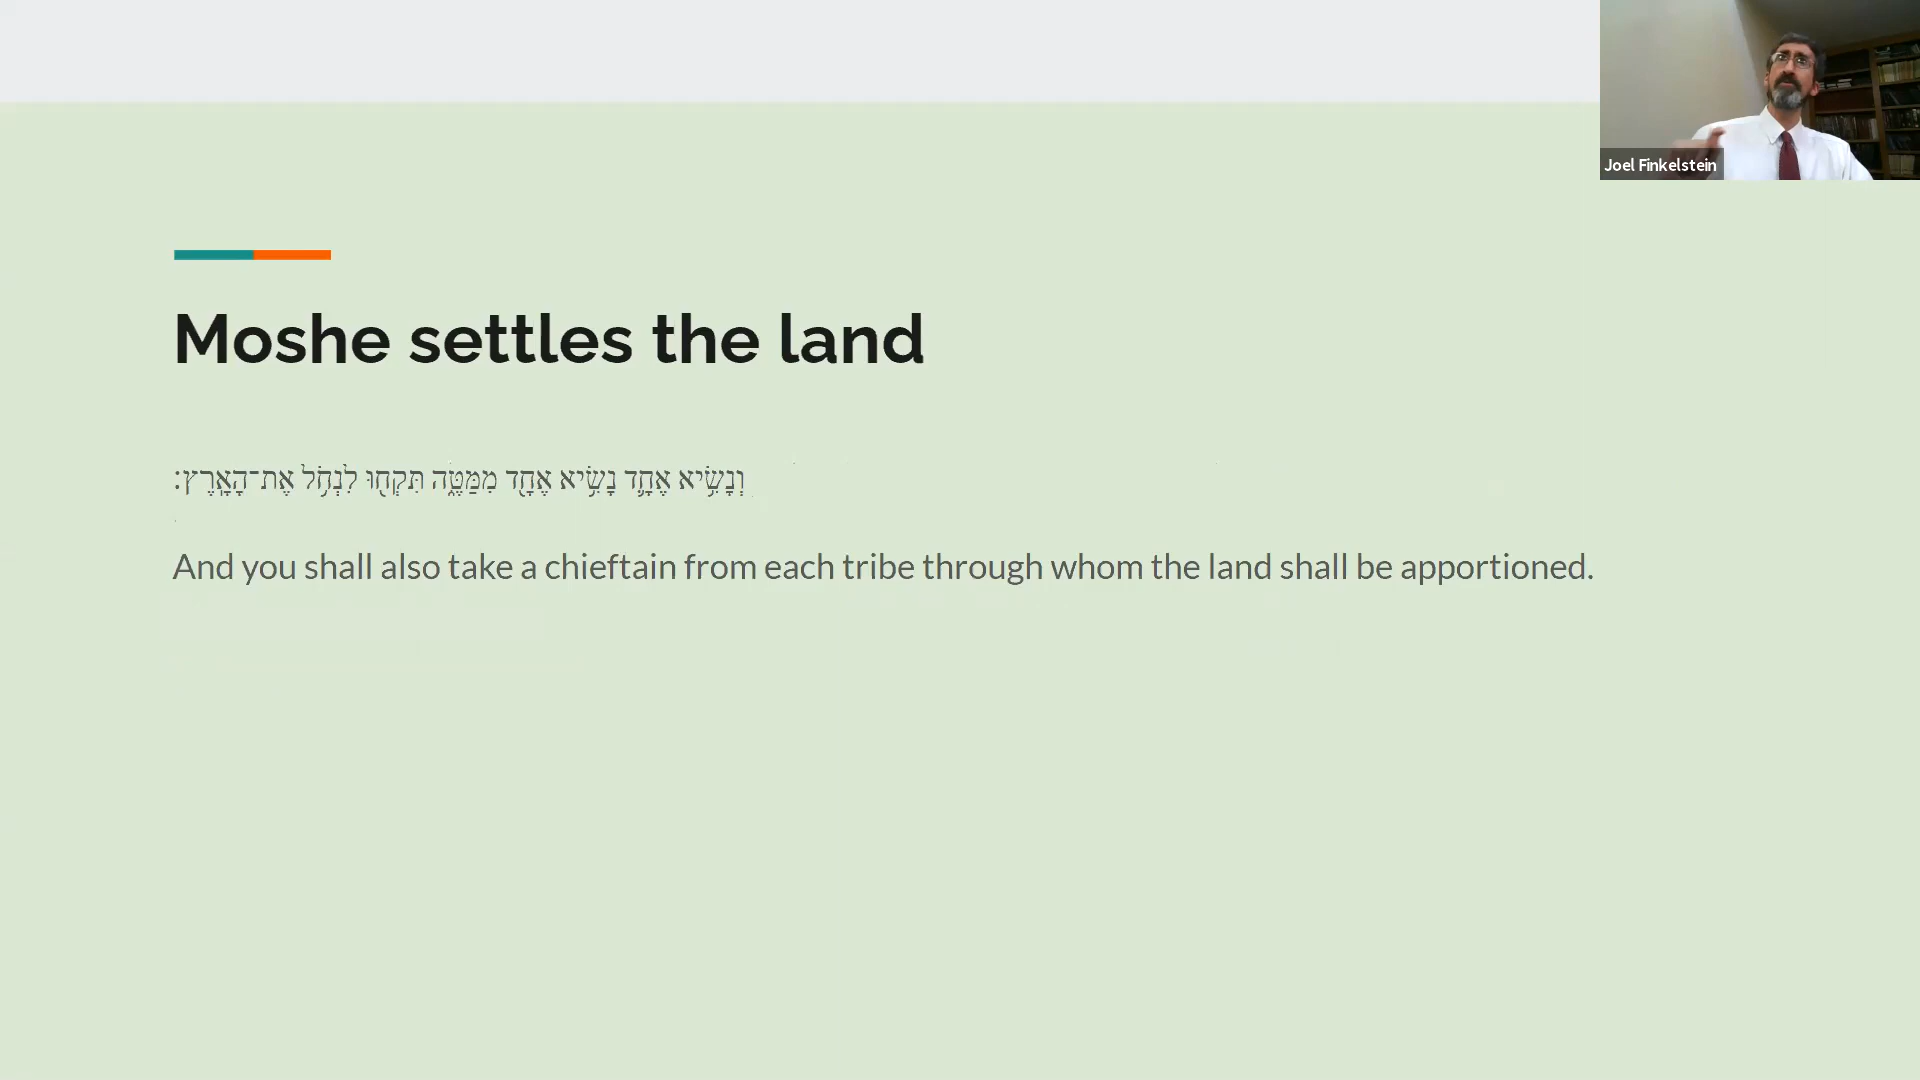 Joel Finkelstein
Moshe settles the land
וְנָשִׂ֥יא אֶחָ֛ד נָשִׂ֥יא אֶחָ֖ד מִמַּטֶּ֑ה תִּקְח֖וּ לִנְחֹ֥ל אֶת־הָאָֽרֶץ׃
And you shall also take a chieftain from each tribe through whom the land shall be apportioned.